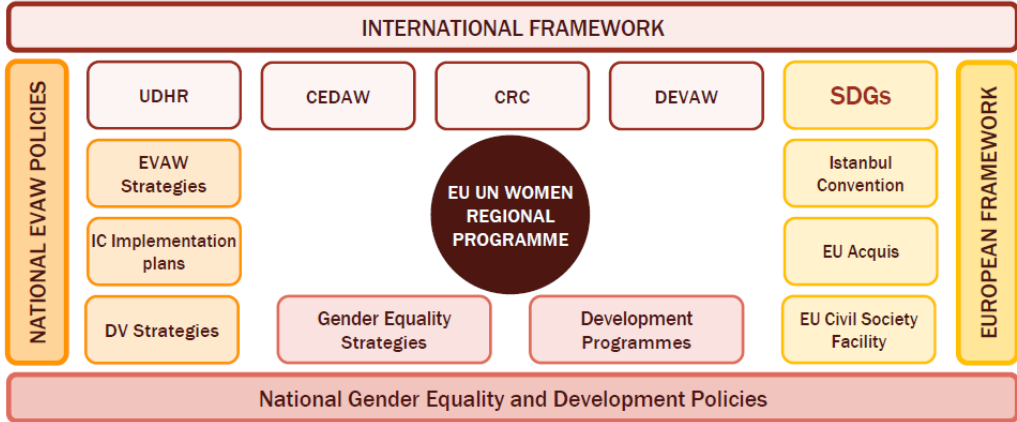 INTERNATIONAL FRAMEWORK
NATIONAL EVAW POLICIES
UDHR
CEDAW
CRC
DEVAW
SDGs
EUROPEAN FRAMEWORK
EVAW
Strategies
EU UN WOMEN
REGIONAL
PROGRAMME
Istanbul
Convention
IC Implementation
plans
EU Acquis
DV Strategies
Gender Equality
Strategies
Development
Programmes
EU Civil Society
Facility
National Gender Equality and Development Policies